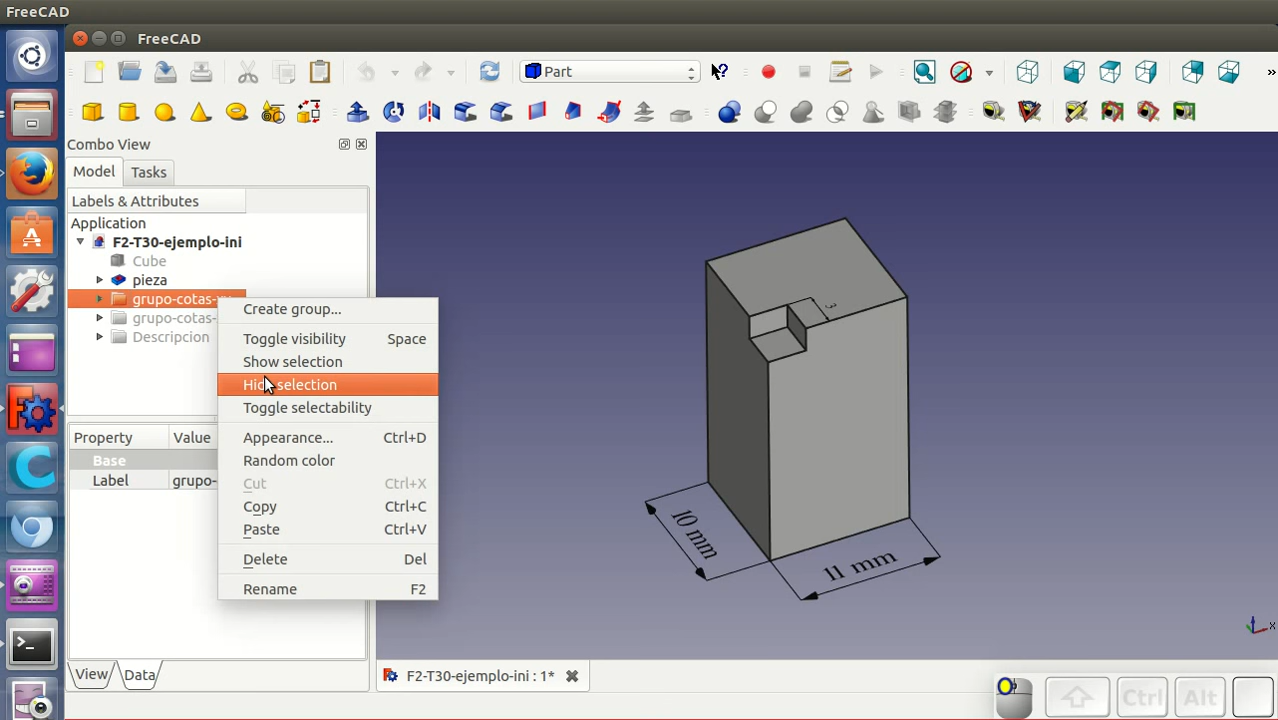 FreeCAD
FreeCAD
Part
»
Combo View
Model
Tasks
Labels & Attributes
Application
F2-T30-ejemplo-ini
Cube
pieza
grupo-cotas-
grupo-cotas-
Descripcion
Create group...
Toggle visibility Space
Show selection
Hide selection
Toggle selectability
Appearance... Ctrl+D
Random color
Cut Ctrl+X
Copy Ctrl+C
Paste Ctrl+V
Delete Del
Rename F2
Property Value
Base
Label grupo-
View
Data
3
10 mm
11 mm
x
F2-T30-ejemplo-ini : 1*
Ctrl
Alt